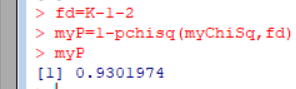 > fd=K-1-2
> myP=1-pchisq(myChiSq,fd)
> myP
[1] 0.9301974
>